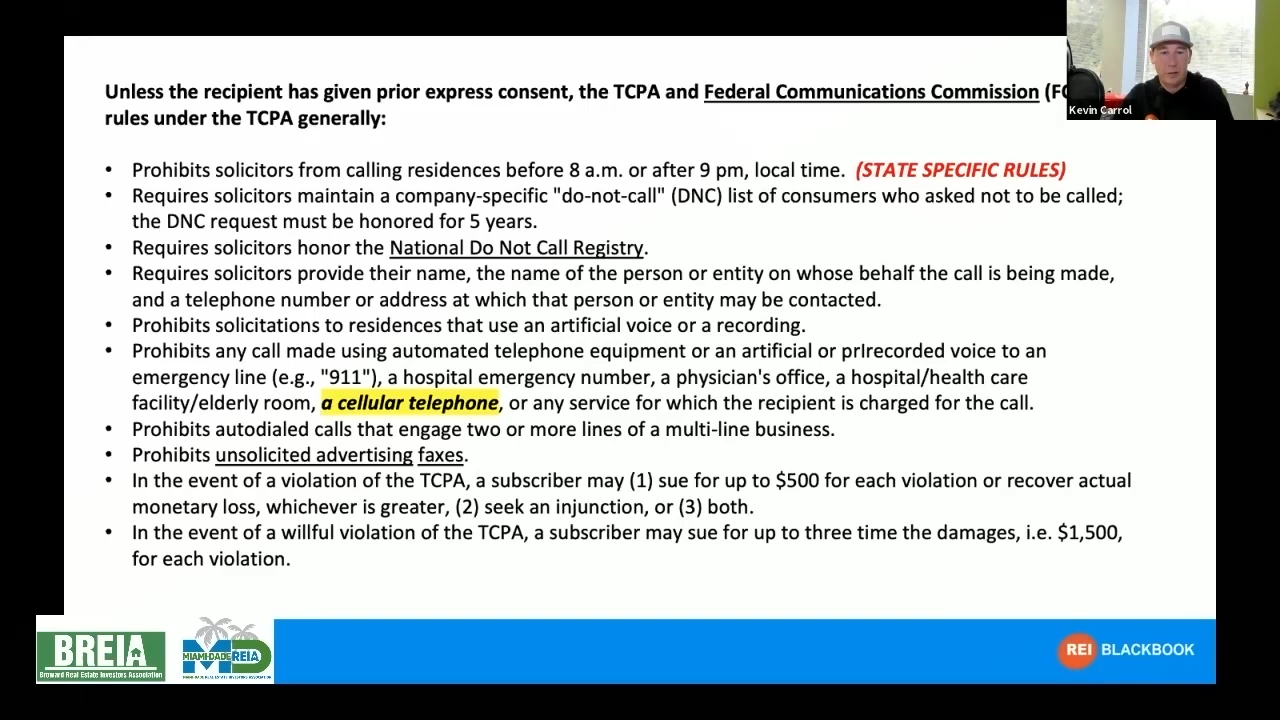 Unless the recipient has given prior express consent, the TCPA and Federal Communications Commission (FC
rules under the TCPA generally:
Kevin Carrol
• Prohibits solicitors from calling residences before 8 a.m. or after 9 pm, local time. (STATE SPECIFIC RULES)
• Requires solicitors maintain a company-specific "do-not-call" (DNC) list of consumers who asked not to be called;
the DNC request must be honored for 5 years.
• Requires solicitors honor the National Do Not Call Registry.
• Requires solicitors provide their name, the name of the person or entity on whose behalf the call is being made,
and a telephone number or address at which that person or entity may be contacted.
• Prohibits solicitations to residences that use an artificial voice or a recording.
• Prohibits any call made using automated telephone equipment or an artificial or prIrecorded voice to an
emergency line (e.g., "911"), a hospital emergency number, a physician's office, a hospital/health care
facility/elderly room, a cellular telephone, or any service for which the recipient is charged for the call.
• Prohibits autodialed calls that engage two or more lines of a multi-line business.
• Prohibits unsolicited advertising faxes.
• In the event of a violation of the TCPA, a subscriber may (1) sue for up to $500 for each violation or recover actual
monetary loss, whichever is greater, (2) seek an injunction, or (3) both.
• In the event of a willful violation of the TCPA, a subscriber may sue for up to three time the damages, i.e. $1,500,
for each violation.
BREIA
Broward Real Estate Investors Association
MIAMI-DADE REIA
MIAMI-DADE REAL ESTATE INVESTORS ASSOCIATION
REI BLACKBOOK